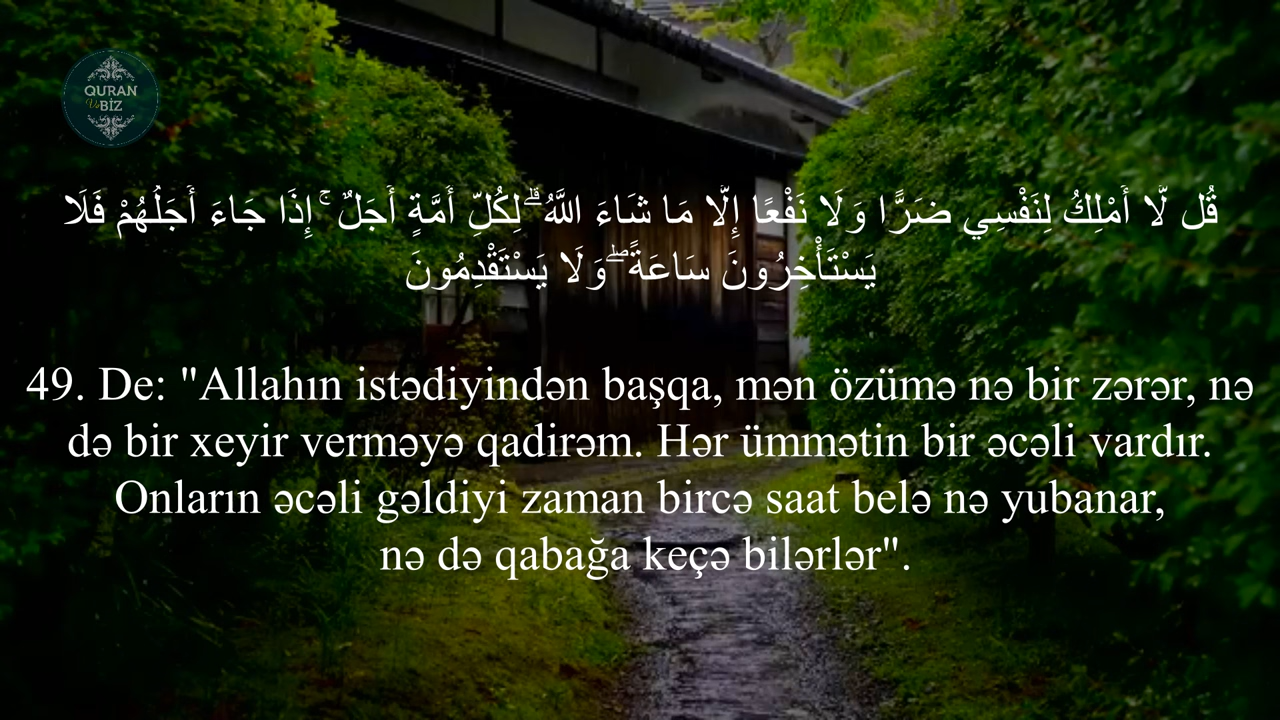 QURAN
Və BİZ
قُل لَّا أَمْلِكُ لِنَفْسِي ضَرًّا وَلَا نَفْعًا إِلَّا مَا شَاءَ اللَّهُ ۗ لِكُلِّ أُمَّةٍ أَجَلٌ ۚ إِذَا جَاءَ أَجَلُهُمْ فَلَا
يَسْتَأْخِرُونَ سَاعَةً ۖ وَلَا يَسْتَقْدِمُونَ
49. De: "Allahın istədiyindən başqa, mən özümə nə bir zərər, nə
də bir xeyir verməyə qadirəm. Hər ümmətin bir əcəli vardır.
Onların əcəli gəldiyi zaman bircə saat belə nə yubanar,
nə də qabağa keçə bilərlər".